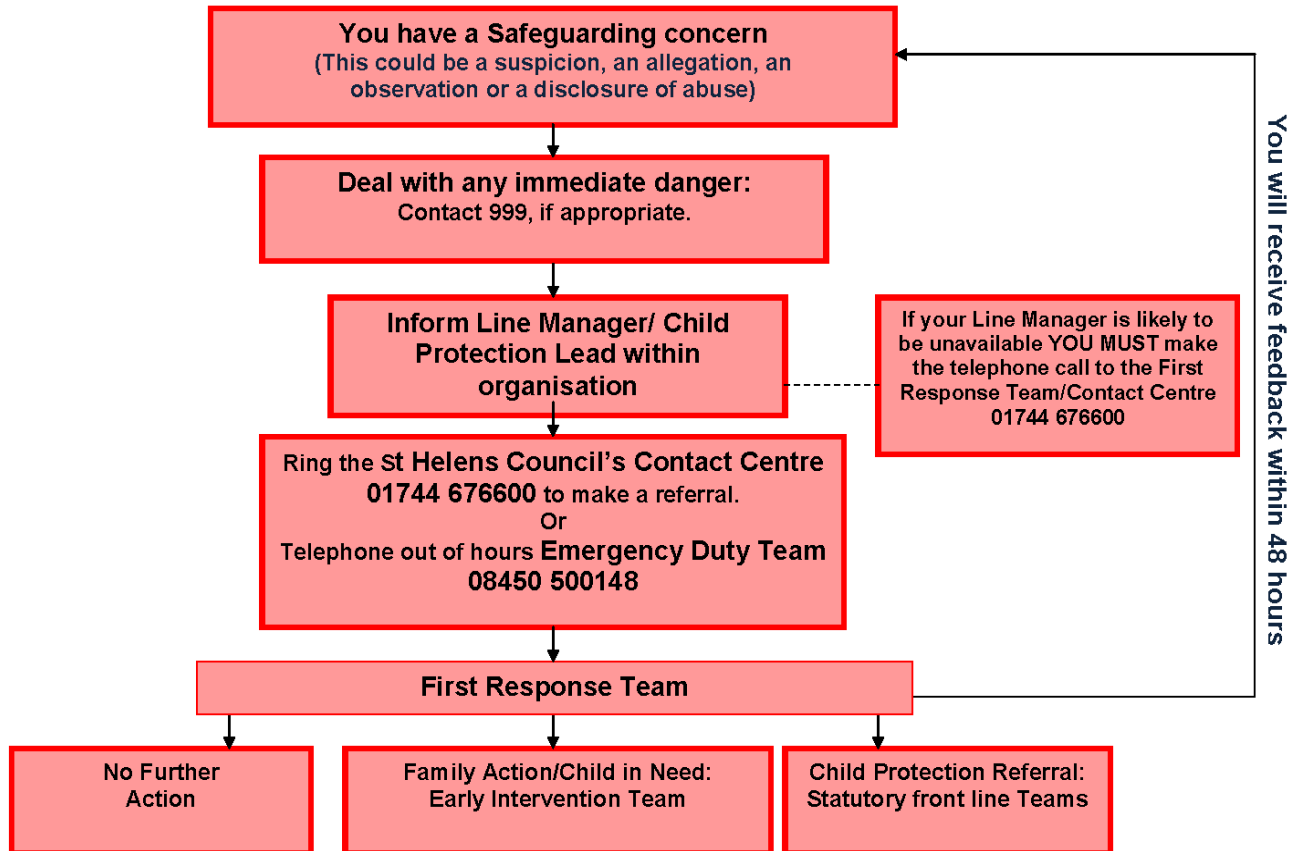 You have a Safeguarding concern
(This could be a suspicion, an allegation, an
observation or a disclosure of abuse)
Deal with any immediate danger:
Contact 999, if appropriate.
Inform Line Manager/ Child
Protection Lead within
organisation
If your Line Manager is likely to
be unavailable YOU MUST make
the telephone call to the First
Response Team/Contact Centre
01744 676600
Ring the St Helens Council's Contact Centre
01744 676600 to make a referral.
Or
Telephone out of hours Emergency Duty Team
08450 500148
First Response Team
No Further
Action
Family Action/Child in Need:
Early Intervention Team
Child Protection Referral:
Statutory front line Teams
You will receive feedback within 48 hours